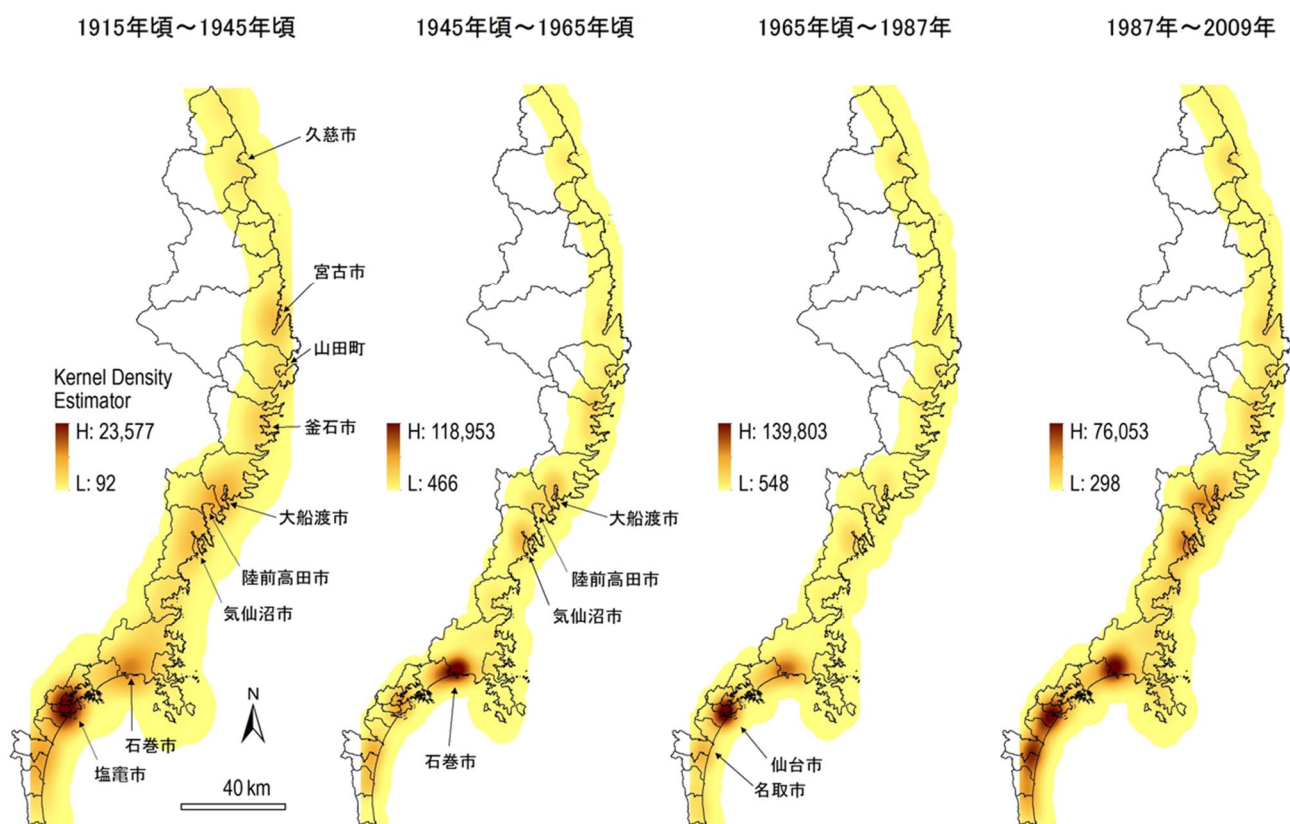 1915年頃～1945年頃
1945年頃～1965年頃
1965年頃～1987年
1987年～2009年
久慈市
宮古市
山田町
Kernel Density
Estimator
H: 23,577
L: 92
釜石市
大船渡市
陸前高田市
気仙沼市
石巻市
塩竈市
N
40 km
H: 118,953
L: 466
大船渡市
陸前高田市
気仙沼市
石巻市
H: 139,803
L: 548
仙台市
名取市
H: 76,053
L: 298